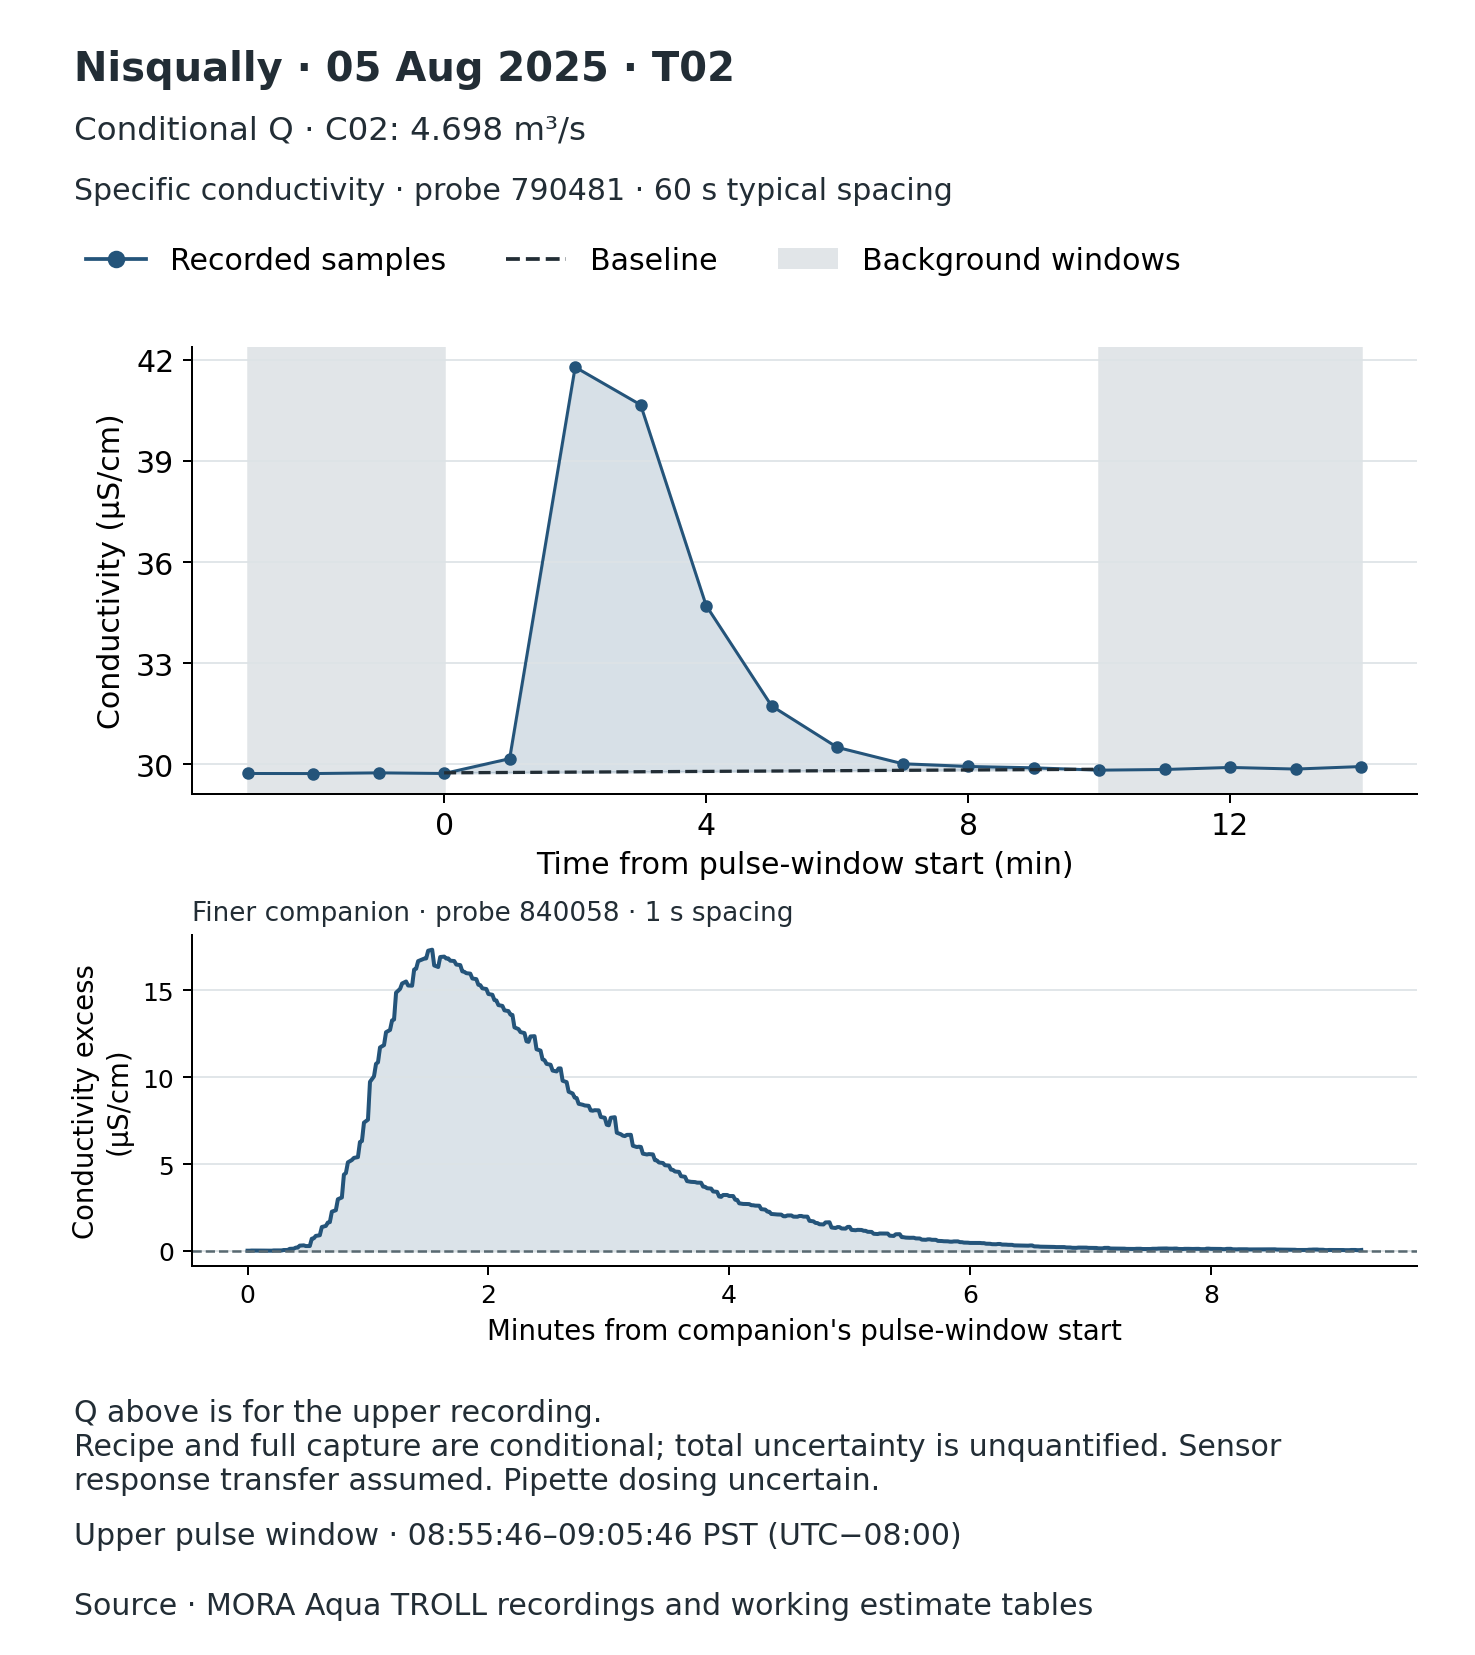 Nisqually · 05 Aug 2025 · T02
Conditional Q · C02: 4.698 m³/s
Specific conductivity · probe 790481 · 60 s typical spacing
Recorded samples
Baseline
Background windows
Conductivity (µS/cm)
42
39
36
33
30
0
4
8
12
Time from pulse-window start (min)
Finer companion · probe 840058 · 1 s spacing
Conductivity excess
(µS/cm)
15
10
5
0
0
2
4
6
8
Minutes from companion's pulse-window start
Q above is for the upper recording.
Recipe and full capture are conditional; total uncertainty is unquantified. Sensor
response transfer assumed. Pipette dosing uncertain.
Upper pulse window · 08:55:46–09:05:46 PST (UTC−08:00)
Source · MORA Aqua TROLL recordings and working estimate tables